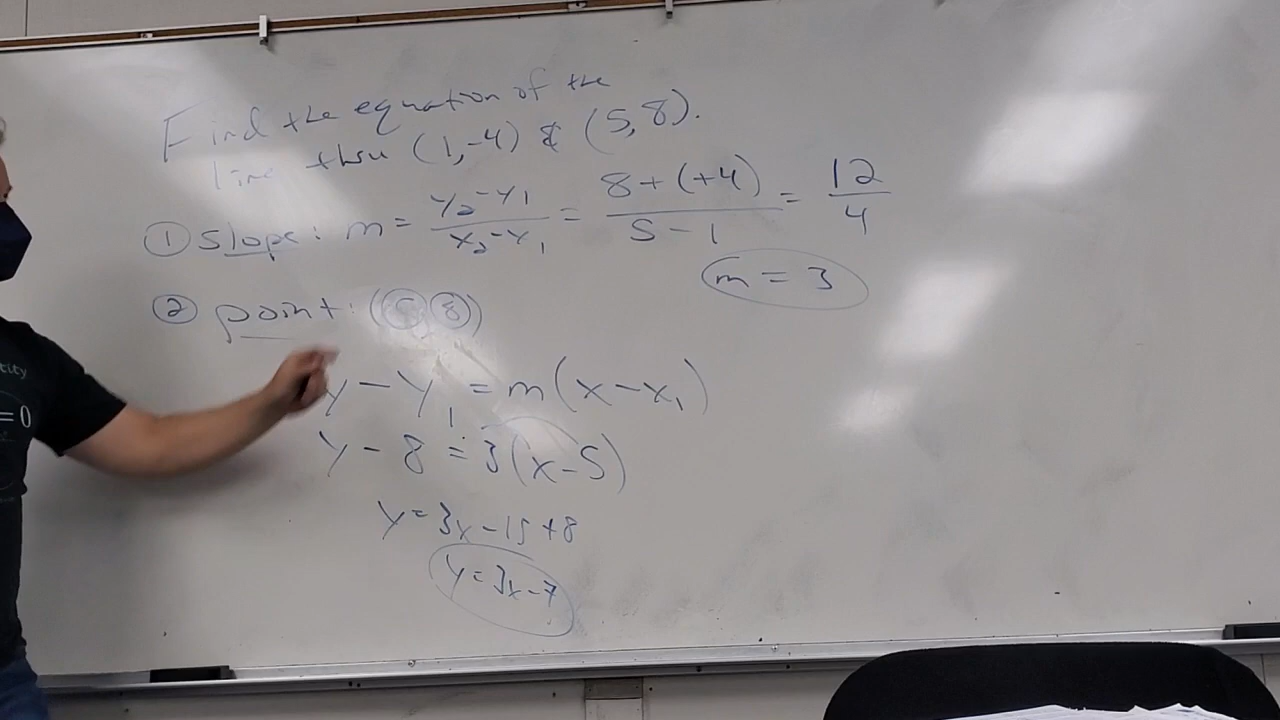 Find the equation of the
line thru (1,-4) & (5,8).
① slope: m = y₂-y₁/x₂-x₁ = 8+(+4)/5-1 = 12/4
m = 3
② point: (5,8)
y - y₁ = m(x-x₁)
y - 8 = 3(x-5)
y=3x-15+8
y=3x-7
tity
=0